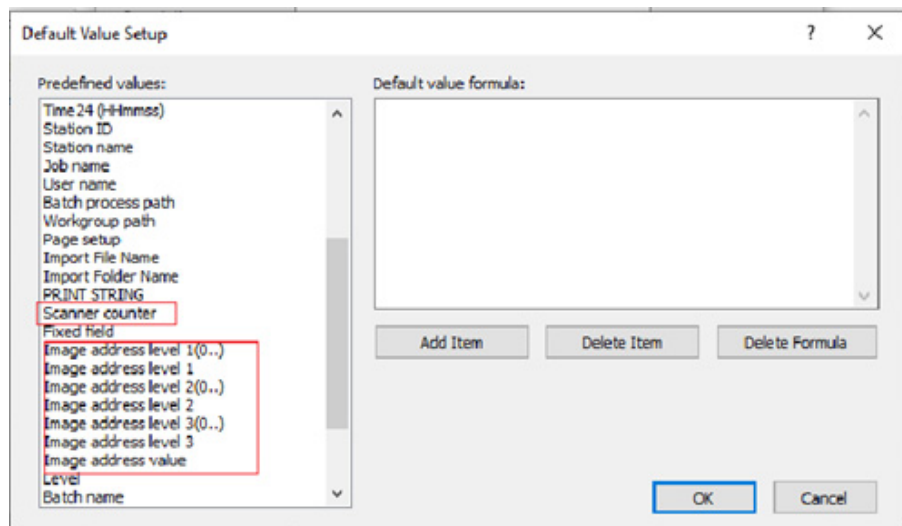 Default Value Setup
?
Predefined values:
Time 24 (HHmmss)
Station ID
Station name
Job name
User name
Batch process path
Workgroup path
Page setup
Import File Name
Import Folder Name
PRINT STRING
Scanner counter
Fixed field
Image address level 1(0..)
Image address level 1
Image address level 2(0..)
Image address level 2
Image address level 3(0..)
Image address level 3
Image address value
Level
Batch name
Default value formula:
Add Item
Delete Item
Delete Formula
OK
Cancel